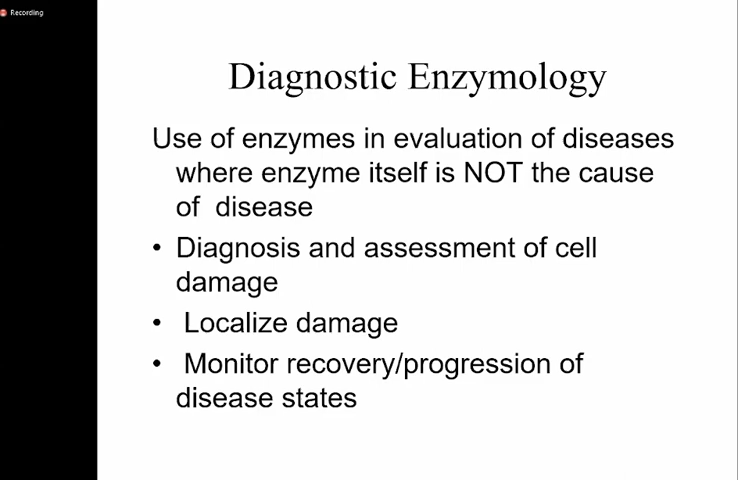 Recording
Diagnostic Enzymology
Use of enzymes in evaluation of diseases
where enzyme itself is NOT the cause
of disease
• Diagnosis and assessment of cell
damage
• Localize damage
• Monitor recovery/progression of
disease states